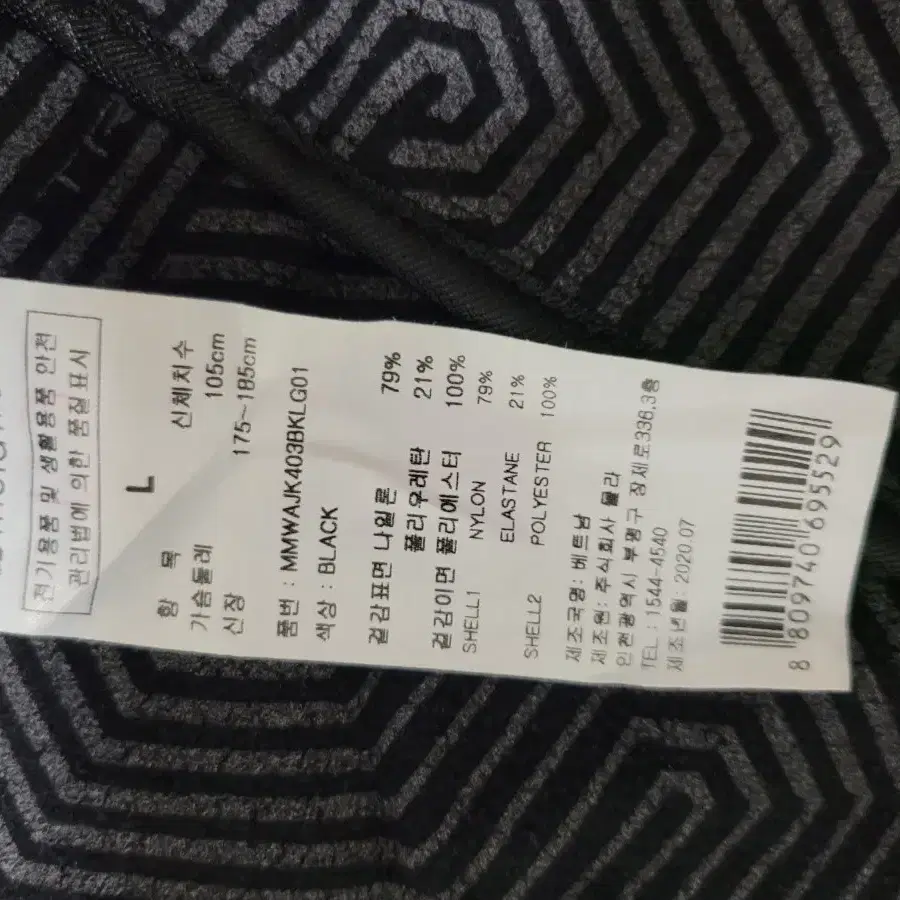 전기용품 및 생활용품 안전
관리법에 의한 품질표시
L
항 목 신체치수
가슴둘레 105cm
신장 175~185cm
품번 : MMWAJK403BKLG01
색상 : BLACK
겉감표면 나일론 79%
폴리우레탄 21%
겉감이면 폴리에스터 100%
SHELL1 NYLON 79%
ELASTANE 21%
SHELL2 POLYESTER 100%
제조국명: 베트남
제조원: 주식회사 몰라
인천광역시 부평구 장제로336,3층
TEL : 1544-4540
제조년월: 2020.07
8 809740 695529